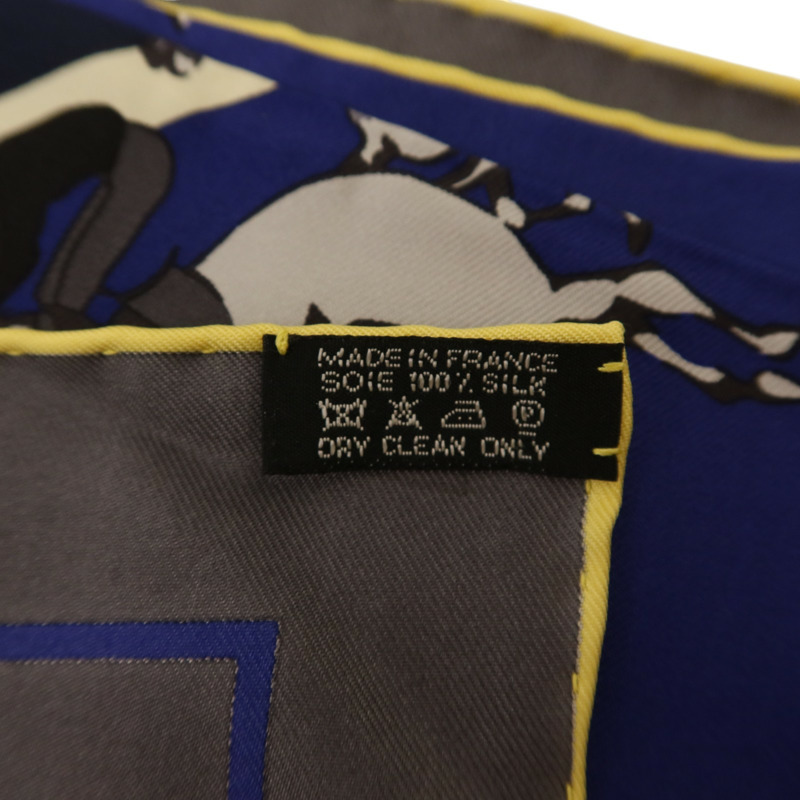 MADE IN FRANCE
SOIE 100% SILK
P
DRY CLEAN ONLY